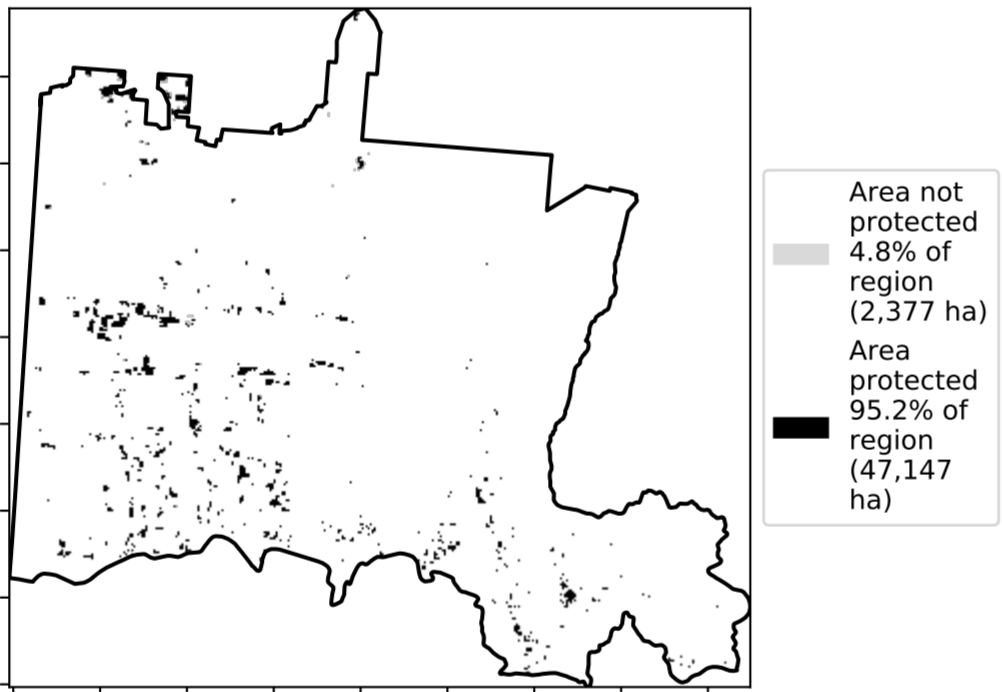 Area not
protected
4.8% of
region
(2,377 ha)
Area
protected
95.2% of
region
(47,147
ha)